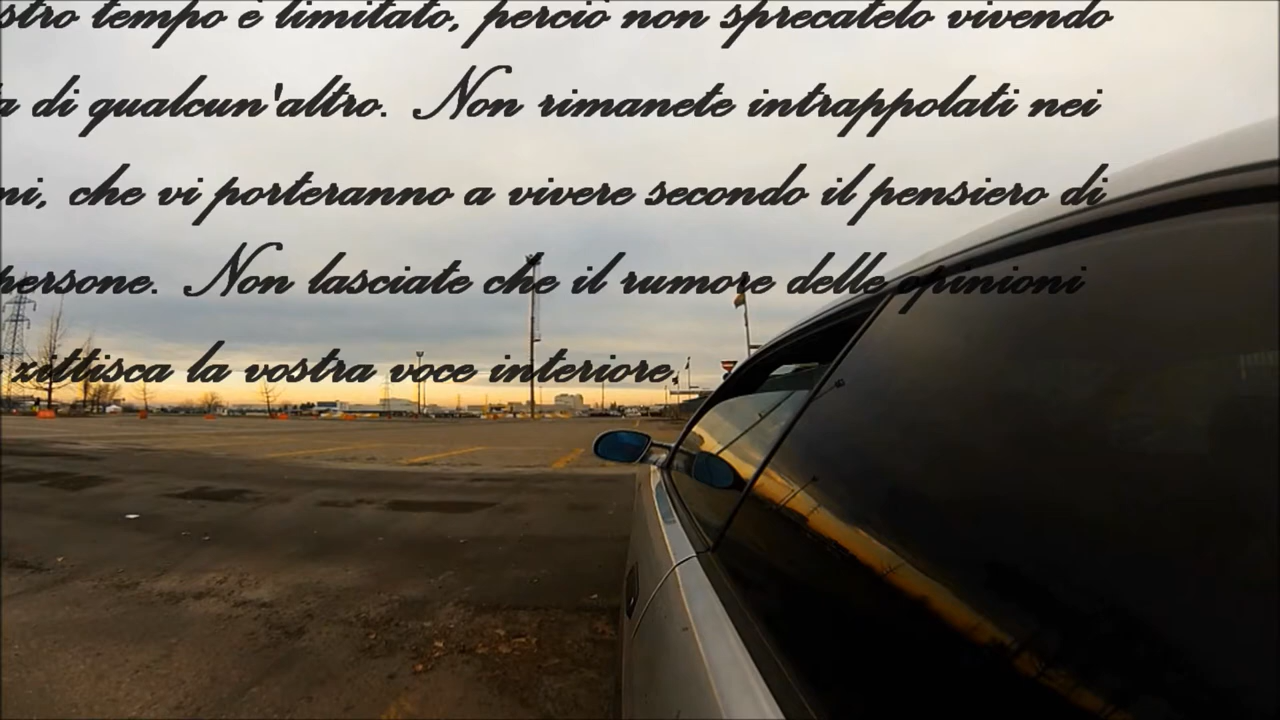 stro tempo è limitato, perciò non sprecatelo vivendo
a di qualcun'altro. Non rimanete intrappolati nei
ni, che vi porteranno a vivere secondo il pensiero di
persone. Non lasciate che il rumore delle opinioni
i zittisca la vostra voce interiore.